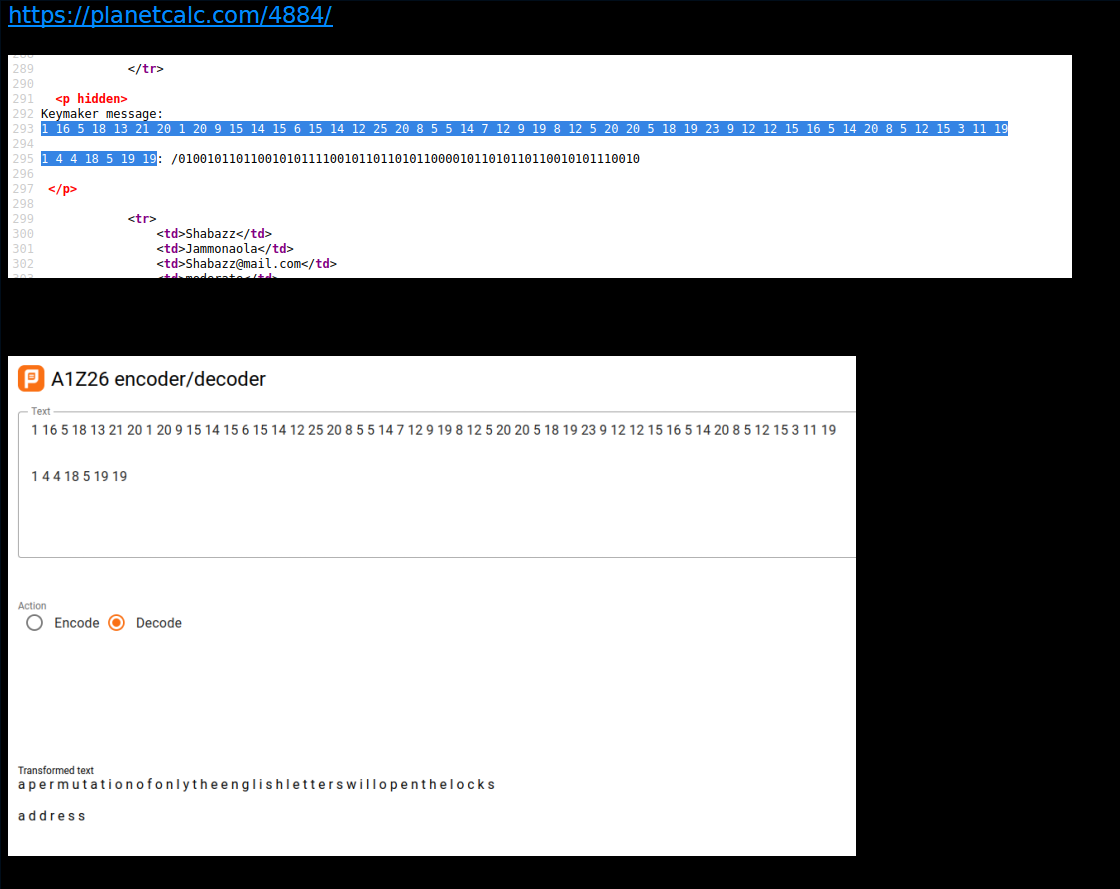 https://planetcalc.com/4884/
289 </tr>
290
291 <p hidden>
292 Keymaker message:
293 1 16 5 18 13 21 20 1 20 9 15 14 15 6 15 14 12 25 20 8 5 5 14 7 12 9 19 8 12 5 20 20 5 18 19 23 9 12 12 15 16 5 14 20 8 5 12 15 3 11 19
294
295 1 4 4 18 5 19 19: /0100101101100101011110010110110101100001011010110110010101110010
296
297 </p>
298
299 <tr>
300 <td>Shabazz</td>
301 <td>Jammonaola</td>
302 <td>Shabazz@mail.com</td>
A1Z26 encoder/decoder
Text
1 16 5 18 13 21 20 1 20 9 15 14 15 6 15 14 12 25 20 8 5 5 14 7 12 9 19 8 12 5 20 20 5 18 19 23 9 12 12 15 16 5 14 20 8 5 12 15 3 11 19
1 4 4 18 5 19 19
Action
Encode Decode
Transformed text
a p e r m u t a t i o n o f o n l y t h e e n g l i s h l e t t e r s w i l l o p e n t h e l o c k s
a d d r e s s